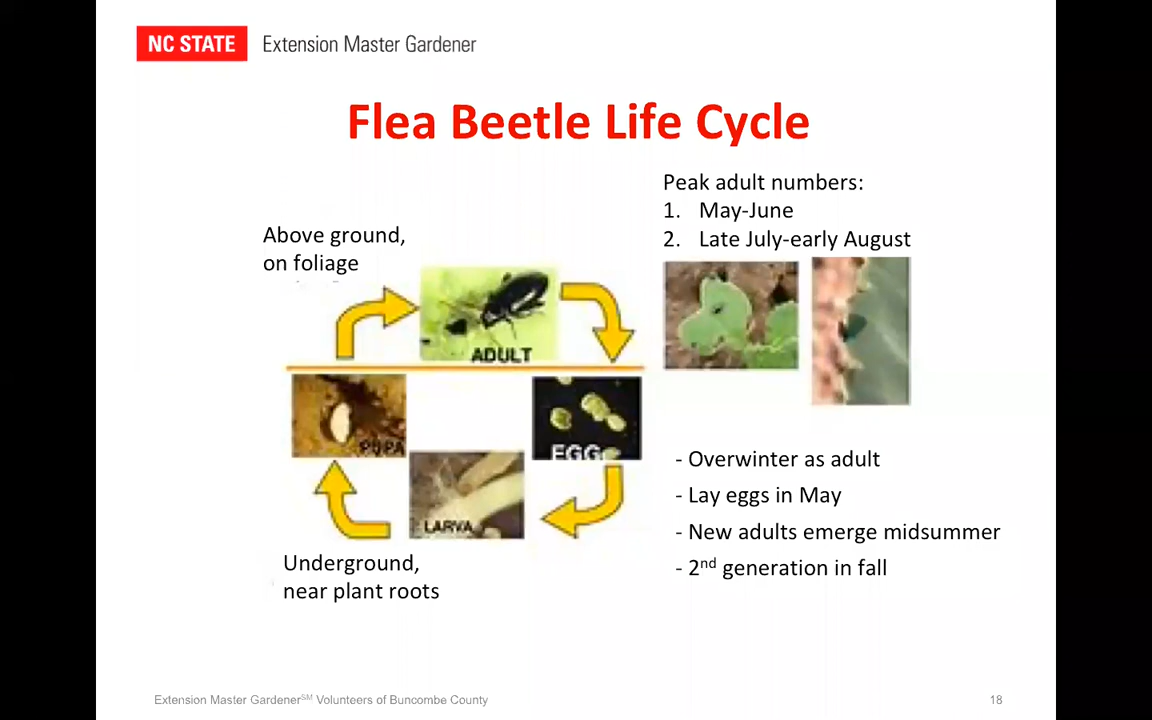 NC STATE Extension Master Gardener
Flea Beetle Life Cycle
Peak adult numbers:
1. May-June
2. Late July-early August
Above ground,
on foliage
ADULT
PUPA
EGG
LARVA
Underground,
near plant roots
- Overwinter as adult
- Lay eggs in May
- New adults emerge midsummer
- 2nd generation in fall
Extension Master GardenerSM Volunteers of Buncombe County
18